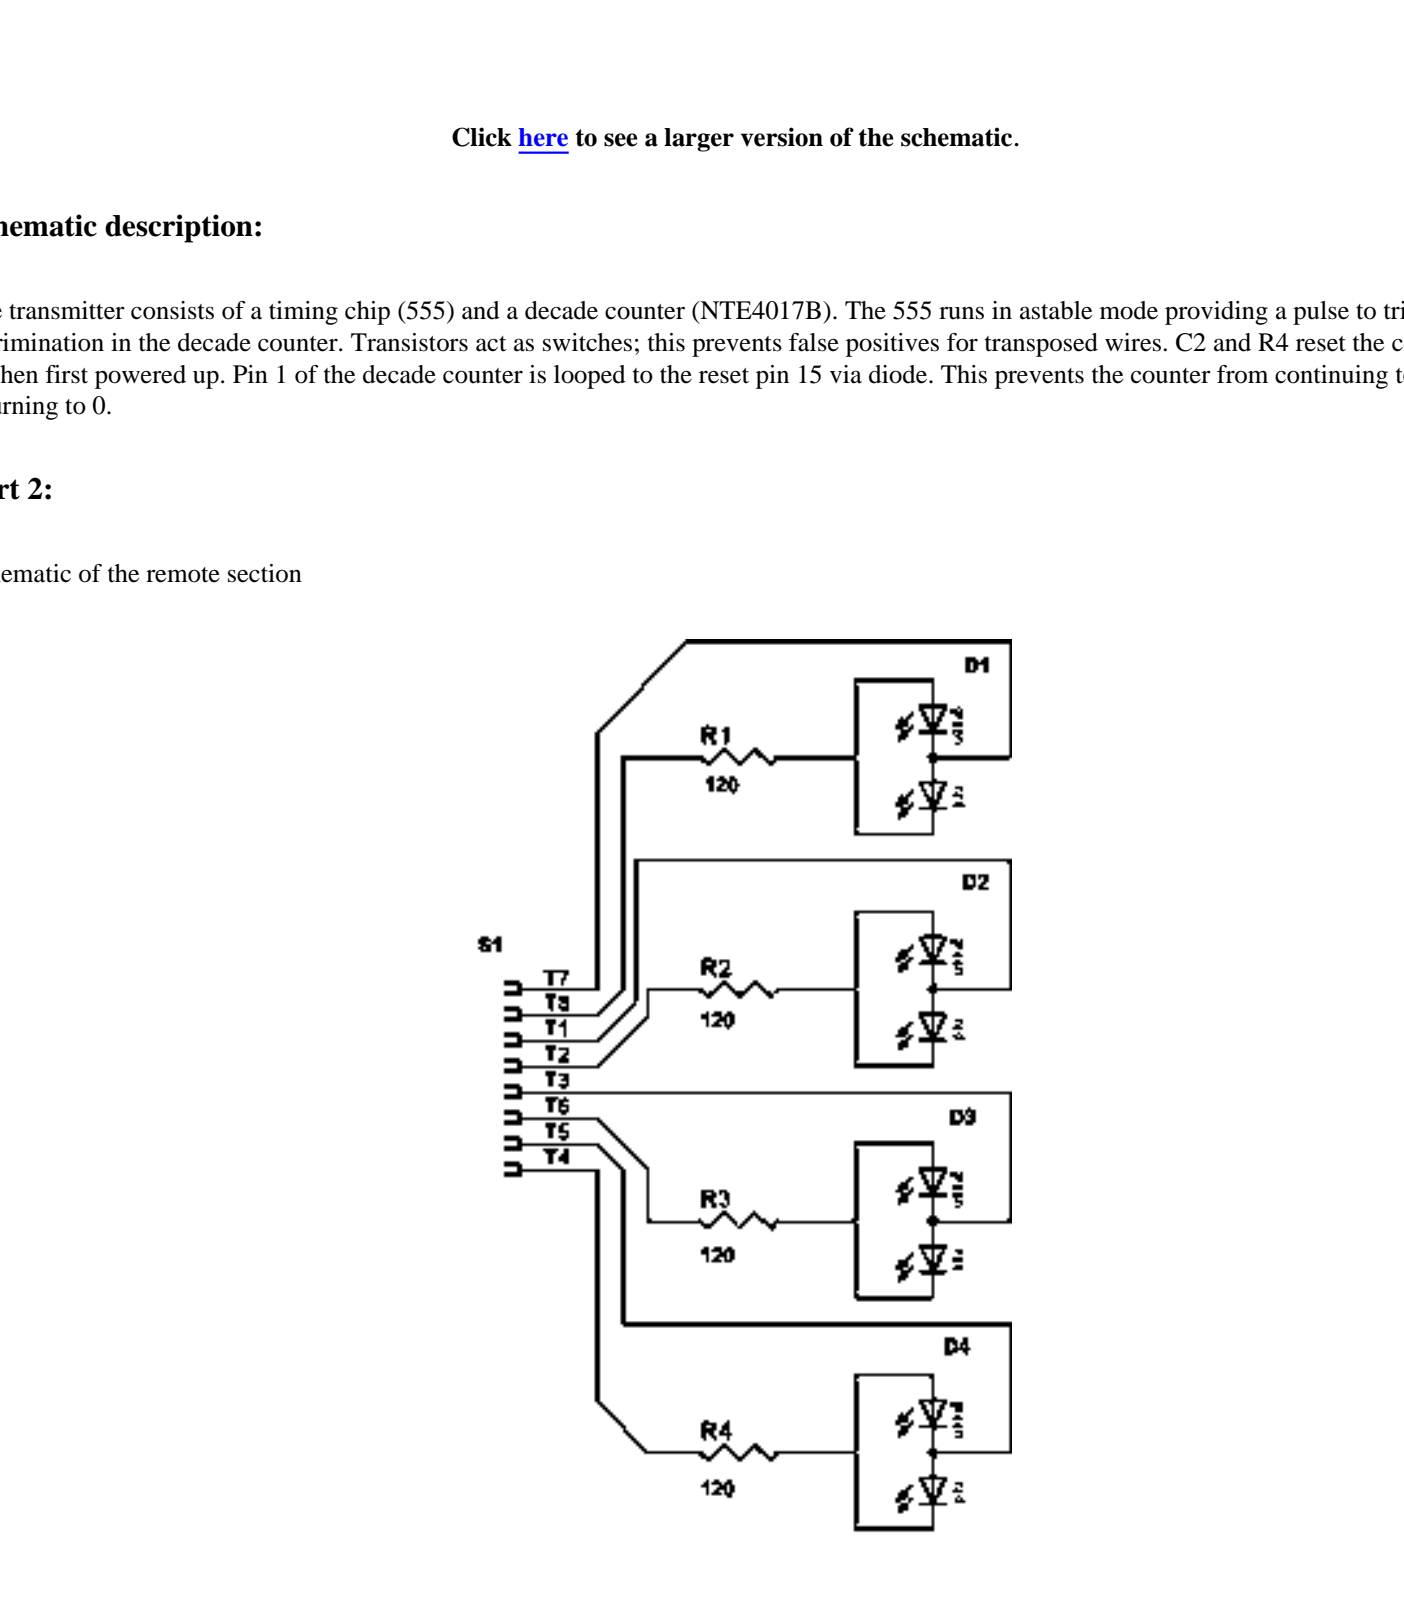 Click here to see a larger version of the schematic.
hematic description:
e transmitter consists of a timing chip (555) and a decade counter (NTE4017B). The 555 runs in astable mode providing a pulse to tri
rimination in the decade counter. Transistors act as switches; this prevents false positives for transposed wires. C2 and R4 reset the c
hen first powered up. Pin 1 of the decade counter is looped to the reset pin 15 via diode. This prevents the counter from continuing t
urning to 0.
rt 2:
ematic of the remote section
D1
R1
120
D2
S1
R2
T7
T8
120
T1
T2
T3
T6
D3
T5
T4
R3
120
D4
R4
120